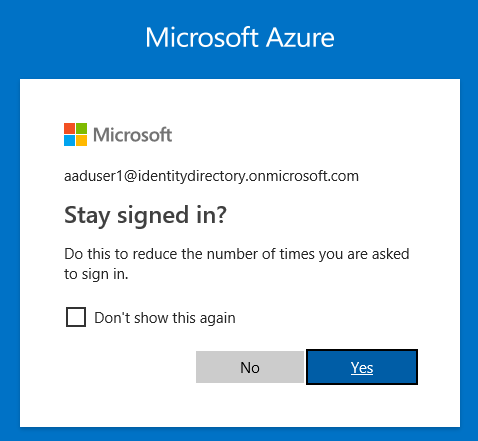 Microsoft Azure
Microsoft
aaduser1@identitydirectory.onmicrosoft.com
Stay signed in?
Do this to reduce the number of times you are asked
to sign in.
Don't show this again
No
Yes